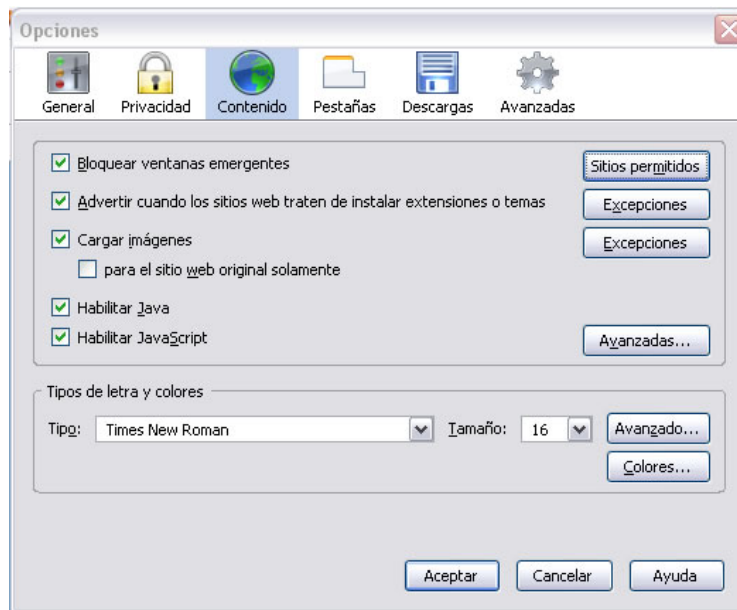 Opciones
General Privacidad Contenido Pestañas Descargas Avanzadas
Bloquear ventanas emergentes Sitios permitidos
Advertir cuando los sitios web traten de instalar extensiones o temas Excepciones
Cargar imágenes Excepciones
para el sitio web original solamente
Habilitar Java
Habilitar JavaScript Avanzadas...
Tipos de letra y colores
Tipo: Times New Roman Tamaño: 16 Avanzado...
Colores...
Aceptar Cancelar Ayuda